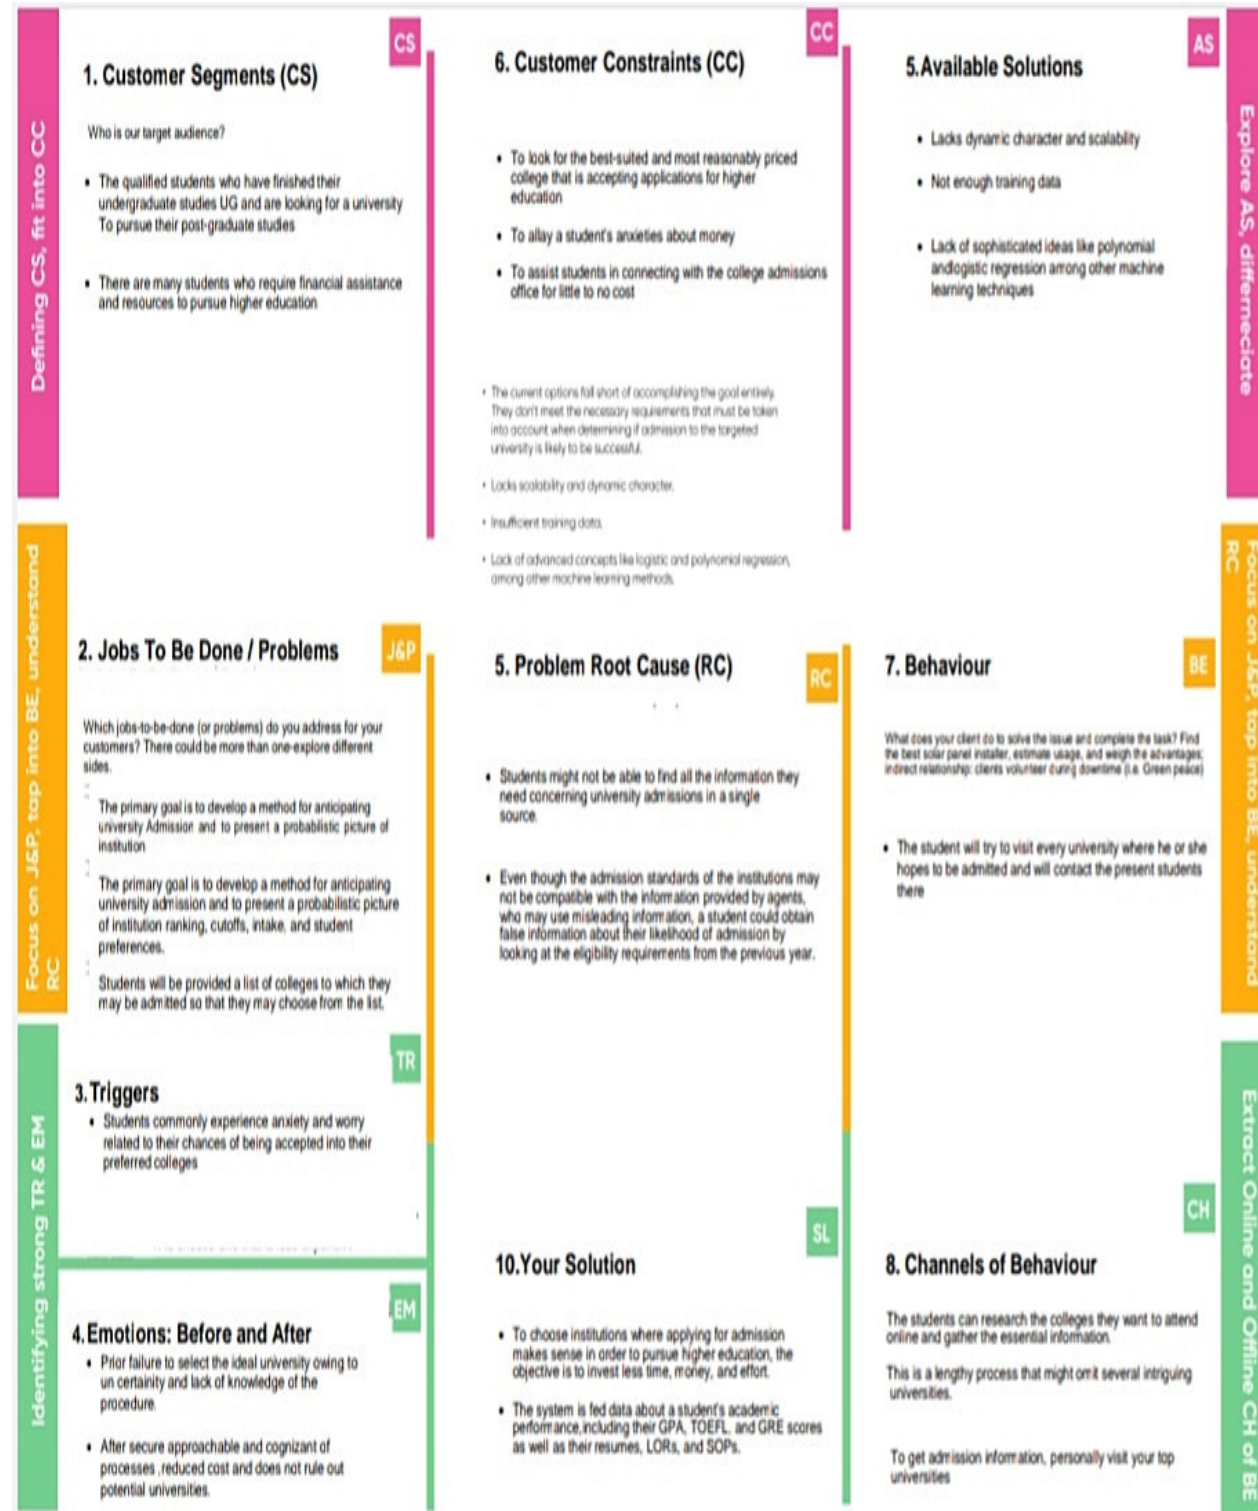 Defining CS, fit into CC
CS
1. Customer Segments (CS)
Who is our target audience?
• The qualified students who have finished their
undergraduate studies UG and are looking for a university
To pursue their post-graduate studies
• There are many students who require financial assistance
and resources to pursue higher education
CC
6. Customer Constraints (CC)
• To look for the best-suited and most reasonably priced
college that is accepting applications for higher
education
• To allay a student's anxieties about money
• To assist students in connecting with the college admissions
office for little to no cost
• The current options fall short of accomplishing the goal entirely.
They don't meet the necessary requirements that must be taken
into account when determining if admission to the targeted
university is likely to be successful.
• Lacks scalability and dynamic character.
• Insufficient training data.
• Lack of advanced concepts like logistic and polynomial regression,
among other machine learning methods.
AS
5.Available Solutions
• Lacks dynamic character and scalability
• Not enough training data
• Lack of sophisticated ideas like polynomial
andlogistic regression among other machine
learning techniques
Explore AS, differneciate
Focus on J&P, tap into BE, understand
RC
J&P
2. Jobs To Be Done / Problems
Which jobs-to-be-done (or problems) do you address for your
customers? There could be more than one-explore different
sides.
The primary goal is to develop a method for anticipating
university Admission and to present a probabilistic picture of
institution
The primary goal is to develop a method for anticipating
university admission and to present a probabilistic picture
of institution ranking, cutoffs, intake, and student
preferences.
Students will be provided a list of colleges to which they
may be admitted so that they may choose from the list.
RC
5. Problem Root Cause (RC)
• Students might not be able to find all the information they
need concerning university admissions in a single
source.
• Even though the admission standards of the institutions may
not be compatible with the information provided by agents,
who may use misleading information, a student could obtain
false information about their likelihood of admission by
looking at the eligibility requirements from the previous year.
BE
7. Behaviour
What does your client do to solve the issue and complete the task? Find
the best solar panel installer, estimate usage, and weigh the advantages;
indirect relationship: clients volunteer during downtime (i.e. Green peace)
• The student will try to visit every university where he or she
hopes to be admitted and will contact the present students
there
Focus on J&P, tap into BE, understand
RC
Identifying strong TR & EM
TR
3.Triggers
• Students commonly experience anxiety and worry
related to their chances of being accepted into their
preferred colleges
EM
4.Emotions: Before and After
• Prior failure to select the ideal university owing to
un certainity and lack of knowledge of the
procedure.
• After secure approachable and cognizant of
processes ,reduced cost and does not rule out
potential universities.
SL
10.Your Solution
• To choose institutions where applying for admission
makes sense in order to pursue higher education, the
objective is to invest less time, money, and effort.
• The system is fed data about a student's academic
performance,including their GPA, TOEFL, and GRE scores
as well as their resumes, LORs, and SOPs.
CH
8. Channels of Behaviour
The students can research the colleges they want to attend
online and gather the essential information.
This is a lengthy process that might omit several intriguing
universities.
To get admission information, personally visit your top
universities
Extract Online and Offline CH of BE